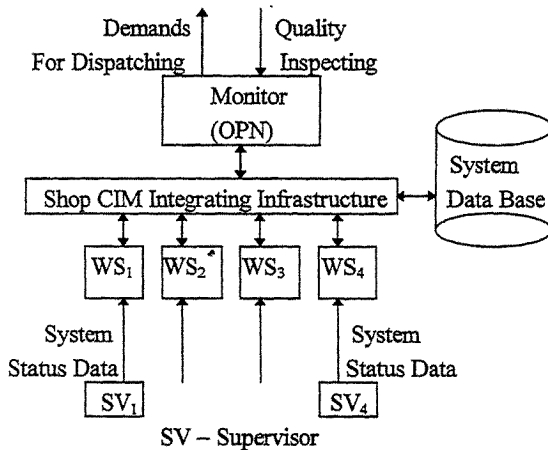 Demands
For Dispatching
Quality
Inspecting
Monitor
(OPN)
System
Data Base
Shop CIM Integrating Infrastructure
WS₁
WS₂
WS₃
WS₄
System
Status Data
System
Status Data
SV₁
SV₄
SV – Supervisor